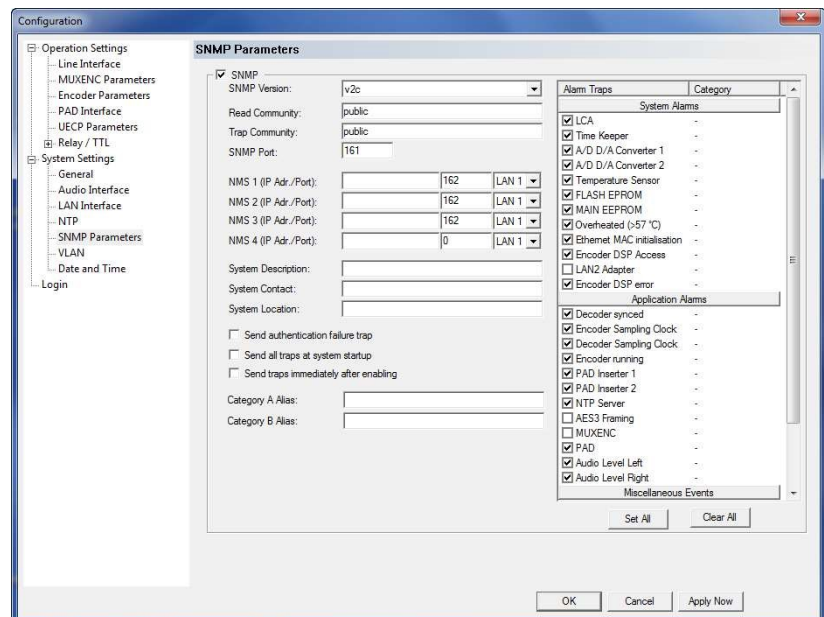 Configuration
Operation Settings
Line Interface
MUXENC Parameters
Encoder Parameters
PAD Interface
UECP Parameters
Relay / TTL
System Settings
General
Audio Interface
LAN Interface
NTP
SNMP Parameters
VLAN
Date and Time
Login
SNMP Parameters
SNMP
SNMP Version: v2c
Read Community: public
Trap Community: public
SNMP Port: 161
NMS 1 (IP Adr./Port): 162 LAN 1
NMS 2 (IP Adr./Port): 162 LAN 1
NMS 3 (IP Adr./Port): 162 LAN 1
NMS 4 (IP Adr./Port): 0 LAN 1
System Description:
System Contact:
System Location:
Send authentication failure trap
Send all traps at system startup
Send traps immediately after enabling
Category A Alias:
Category B Alias:
Alarm Traps Category
System Alarms
LCA -
Time Keeper -
A/D D/A Converter 1 -
A/D D/A Converter 2 -
Temperature Sensor -
FLASH EPROM -
MAIN EEPROM -
Overheated (>57 °C) -
Ethernet MAC initialisation -
Encoder DSP Access -
LAN2 Adapter -
Encoder DSP error -
Application Alarms
Decoder synced -
Encoder Sampling Clock -
Decoder Sampling Clock -
Encoder running -
PAD Inserter 1 -
PAD Inserter 2 -
NTP Server -
AES3 Framing -
MUXENC -
PAD -
Audio Level Left -
Audio Level Right -
Miscellaneous Events
Set All Clear All
OK Cancel Apply Now